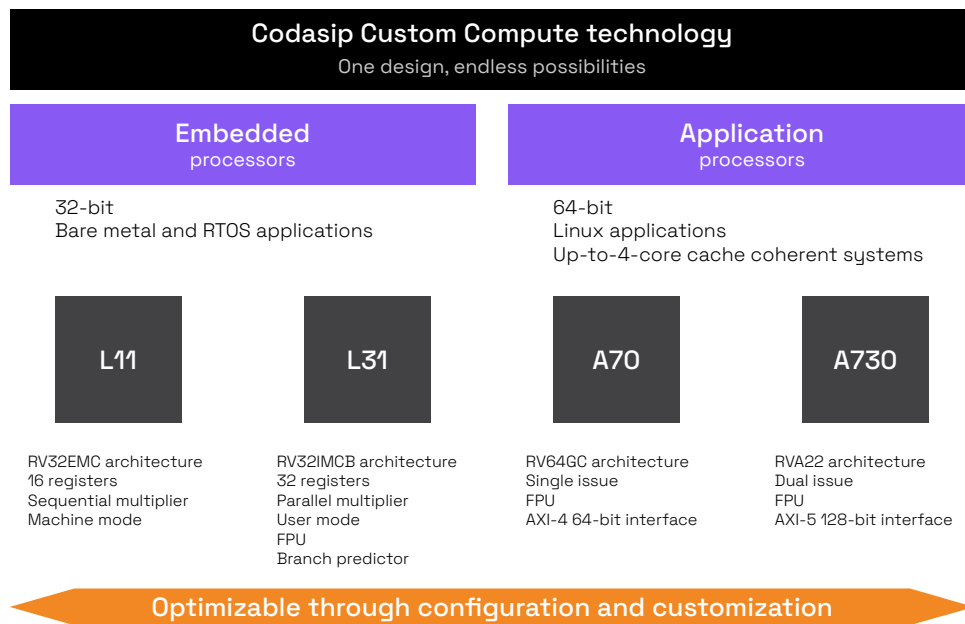 Codasip Custom Compute technology
One design, endless possibilities
Embedded
processors
32-bit
Bare metal and RTOS applications
Application
processors
64-bit
Linux applications
Up-to-4-core cache coherent systems
L11
RV32EMC architecture
16 registers
Sequential multiplier
Machine mode
L31
RV32IMCB architecture
32 registers
Parallel multiplier
User mode
FPU
Branch predictor
A70
RV64GC architecture
Single issue
FPU
AXI-4 64-bit interface
A730
RVA22 architecture
Dual issue
FPU
AXI-5 128-bit interface
Optimizable through configuration and customization